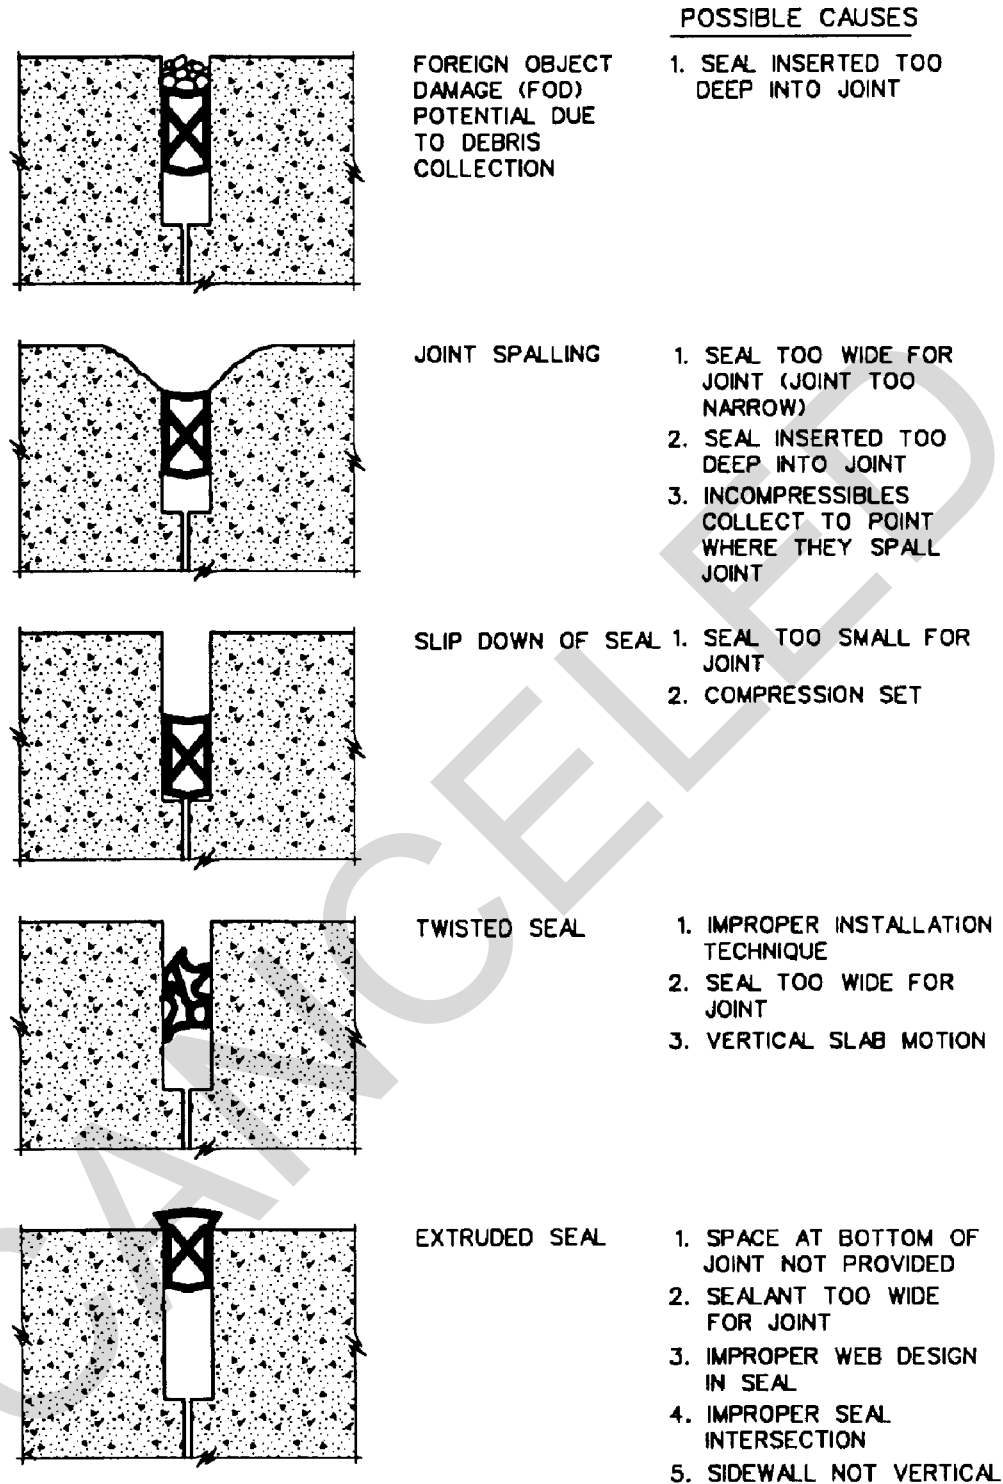 POSSIBLE CAUSES
FOREIGN OBJECT
DAMAGE (FOD)
POTENTIAL DUE
TO DEBRIS
COLLECTION
1. SEAL INSERTED TOO
DEEP INTO JOINT
JOINT SPALLING
1. SEAL TOO WIDE FOR
JOINT (JOINT TOO
NARROW)
2. SEAL INSERTED TOO
DEEP INTO JOINT
3. INCOMPRESSIBLES
COLLECT TO POINT
WHERE THEY SPALL
JOINT
SLIP DOWN OF SEAL
1. SEAL TOO SMALL FOR
JOINT
2. COMPRESSION SET
TWISTED SEAL
1. IMPROPER INSTALLATION
TECHNIQUE
2. SEAL TOO WIDE FOR
JOINT
3. VERTICAL SLAB MOTION
EXTRUDED SEAL
1. SPACE AT BOTTOM OF
JOINT NOT PROVIDED
2. SEALANT TOO WIDE
FOR JOINT
3. IMPROPER WEB DESIGN
IN SEAL
4. IMPROPER SEAL
INTERSECTION
5. SIDEWALL NOT VERTICAL
CANCELED